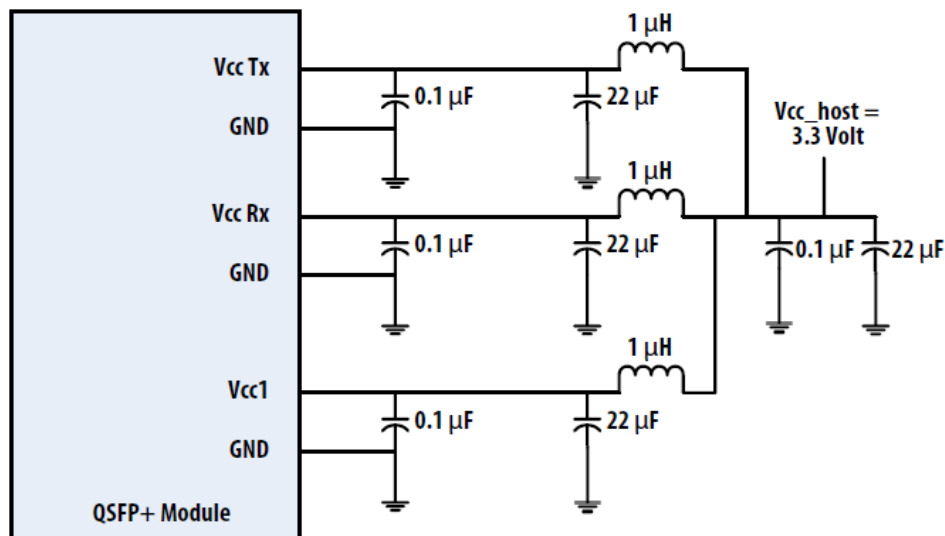 1 μH
Vcc Tx
0.1 μF
22 μF
GND
Vcc_host =
3.3 Volt
1 μH
Vcc Rx
0.1 μF
22 μF
0.1 μF
22 μF
GND
1 μH
Vcc1
0.1 μF
22 μF
GND
QSFP+ Module